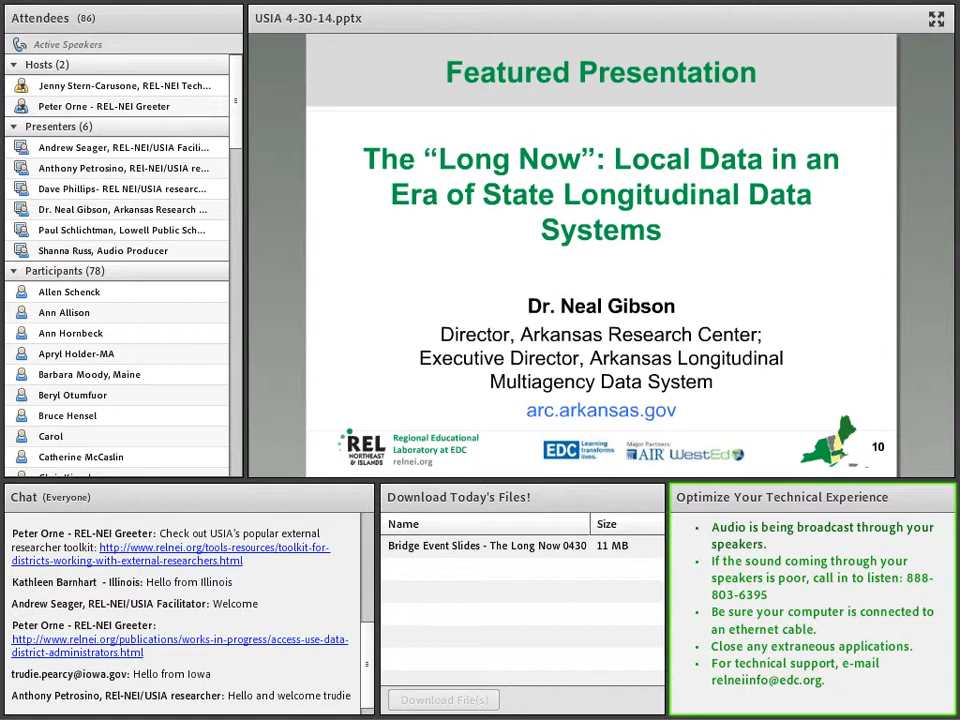 Attendees (86)
Active Speakers
Hosts (2)
Jenny Stern-Carusone, REL-NEI Tech...
Peter Orne - REL-NEI Greeter
Presenters (6)
Andrew Seager, REL-NEI/USIA Facili...
Anthony Petrosino, REl-NEI/USIA re...
Dave Phillips- REL NEI/USIA researc...
Dr. Neal Gibson, Arkansas Research ...
Paul Schlichtman, Lowell Public Sch...
Shanna Russ, Audio Producer
Participants (78)
Allen Schenck
Ann Allison
Ann Hornbeck
Apryl Holder-MA
Barbara Moody, Maine
Beryl Otumfuor
Bruce Hensel
Carol
Catherine McCaslin
USIA 4-30-14.pptx
Featured Presentation
The “Long Now”: Local Data in an
Era of State Longitudinal Data
Systems
Dr. Neal Gibson
Director, Arkansas Research Center;
Executive Director, Arkansas Longitudinal
Multiagency Data System
arc.arkansas.gov
REL
NORTHEAST
& ISLANDS
Regional Educational
Laboratory at EDC
relnei.org
EDC Learning
transforms
lives.
Major Partners:
AIR WestEd
10
Chat (Everyone)
Peter Orne - REL-NEI Greeter: Check out USIA's popular external
researcher toolkit: http://www.relnei.org/tools-resources/toolkit-for-
districts-working-with-external-researchers.html
Kathleen Barnhart - Illinois: Hello from Illinois
Andrew Seager, REL-NEI/USIA Facilitator: Welcome
Peter Orne - REL-NEI Greeter:
http://www.relnei.org/publications/works-in-progress/access-use-data-
district-administrators.html
trudie.pearcy@iowa.gov: Hello from Iowa
Anthony Petrosino, REl-NEI/USIA researcher: Hello and welcome trudie
Download Today's Files!
Name Size
Bridge Event Slides - The Long Now 0430 11 MB
Download File(s)
Optimize Your Technical Experience
• Audio is being broadcast through your
speakers.
• If the sound coming through your
speakers is poor, call in to listen: 888-
803-6395
• Be sure your computer is connected to
an ethernet cable.
• Close any extraneous applications.
• For technical support, e-mail
relneiinfo@edc.org.